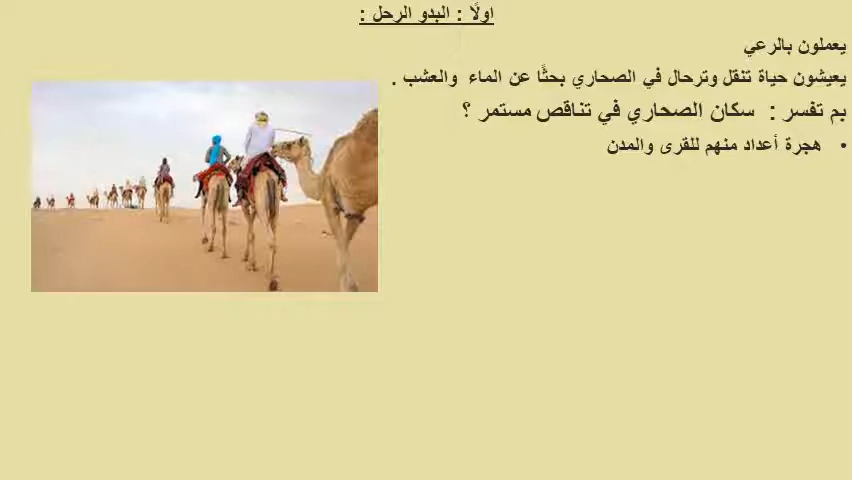 اولًا : البدو الرحل :
يعملون بالرعي
يعيشون حياة تنقل وترحال في الصحاري بحثًا عن الماء والعشب .
بم تفسر : سكان الصحاري في تناقص مستمر ؟
• هجرة أعداد منهم للقرى والمدن